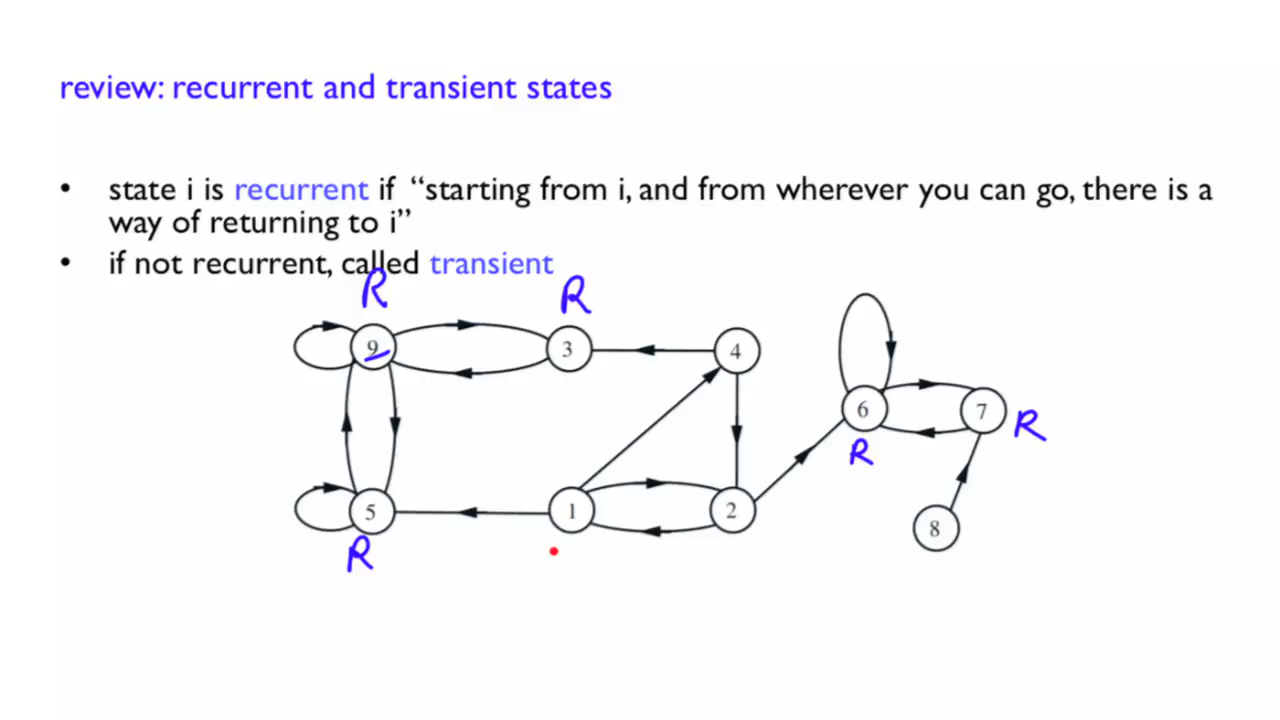 review: recurrent and transient states
• state i is recurrent if “starting from i, and from wherever you can go, there is a
way of returning to i”
• if not recurrent, called transient
R
R
9
3
4
6
7
R
R
5
1
2
8
R